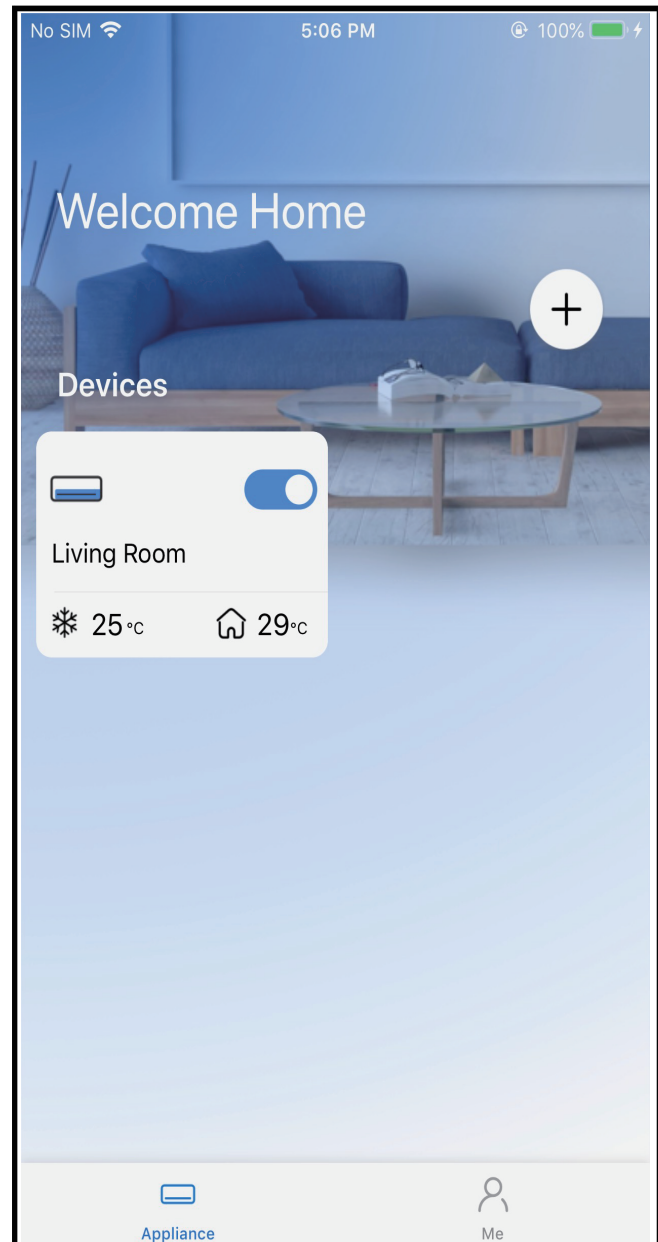 No SIM 5:06 PM 100%
Welcome Home
+
Devices
Living Room
25 °C 29 °C
Appliance Me